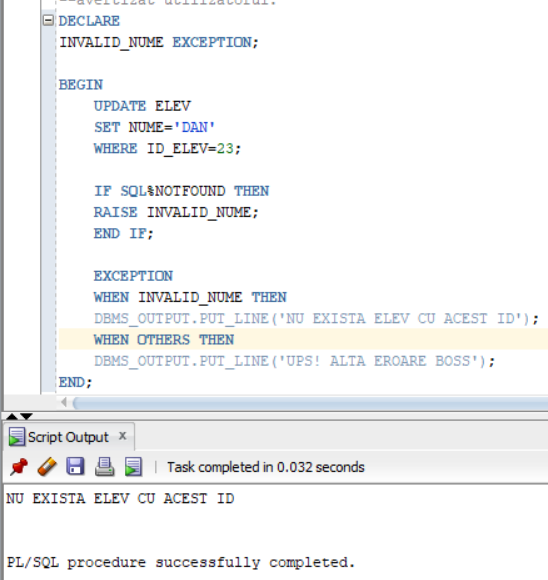 --avertizat utilizatorul.
DECLARE
INVALID_NUME EXCEPTION;
BEGIN
UPDATE ELEV
SET NUME='DAN'
WHERE ID_ELEV=23;
IF SQL%NOTFOUND THEN
RAISE INVALID_NUME;
END IF;
EXCEPTION
WHEN INVALID_NUME THEN
DBMS_OUTPUT.PUT_LINE('NU EXISTA ELEV CU ACEST ID');
WHEN OTHERS THEN
DBMS_OUTPUT.PUT_LINE('UPS! ALTA EROARE BOSS');
END;
Script Output x
Task completed in 0.032 seconds
NU EXISTA ELEV CU ACEST ID
PL/SQL procedure successfully completed.